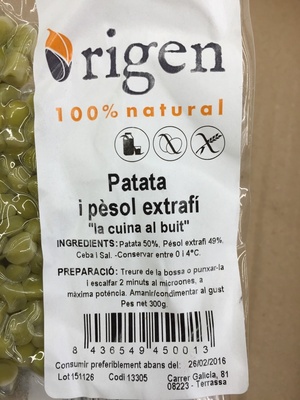 Origen
100% natural
Patata
i pèsol extrafí
"la cuina al buit"
INGREDIENTS: Patata 50%, Pésol extrafí 49%.
Ceba i Sal. -Conservar entre 0 i 4°C.
PREPARACIÓ: Treure de la bossa o punxar-la
i escalfar 2 minuts al microones, a
màxima potència. Amanir/condimentar al gust
Pes net 300g
8 436549 450013
Consumir preferiblement abans del: 26/02/2016
Lot 151126 Codi 13305 Carrer Galícia, 81
08223 - Terrassa